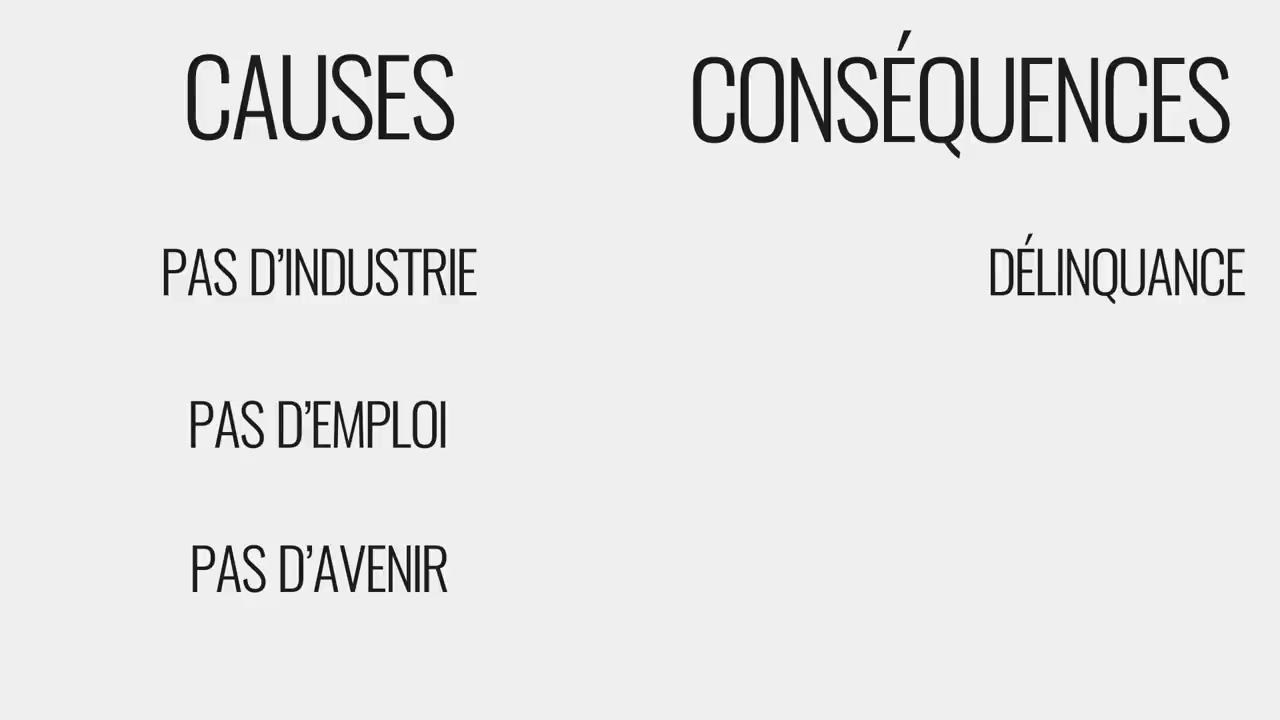 CAUSES
CONSÉQUENCES
PAS D’INDUSTRIE
DÉLINQUANCE
PAS D’EMPLOI
PAS D’AVENIR